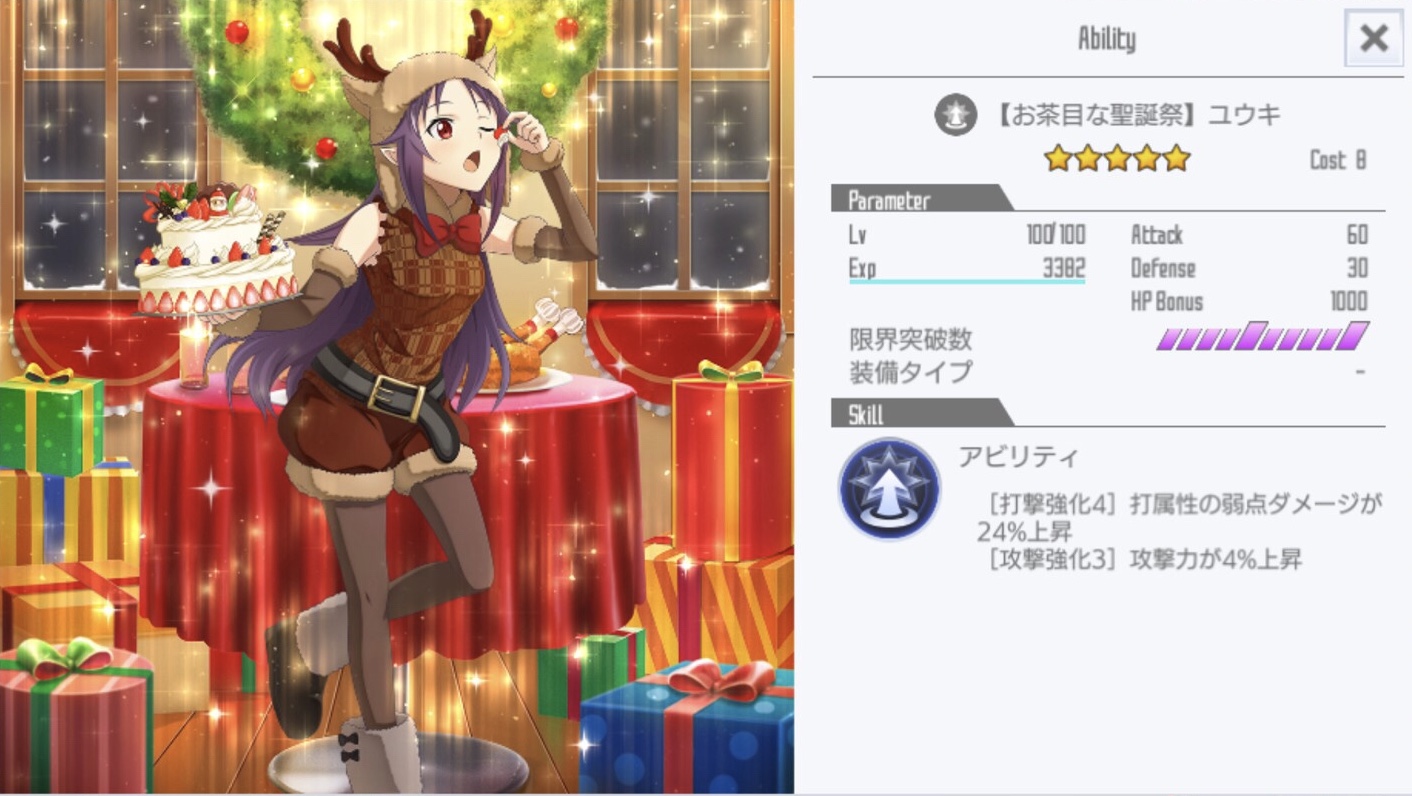 Ability
【お茶目な聖誕祭】ユウキ
Cost 8
Parameter
Lv 100/100 Attack 60
Exp 3382 Defense 30
HP Bonus 1000
限界突破数
装備タイプ -
Skill
アビリティ
［打撃強化4］打属性の弱点ダメージが
24%上昇
［攻撃強化3］攻撃力が4%上昇